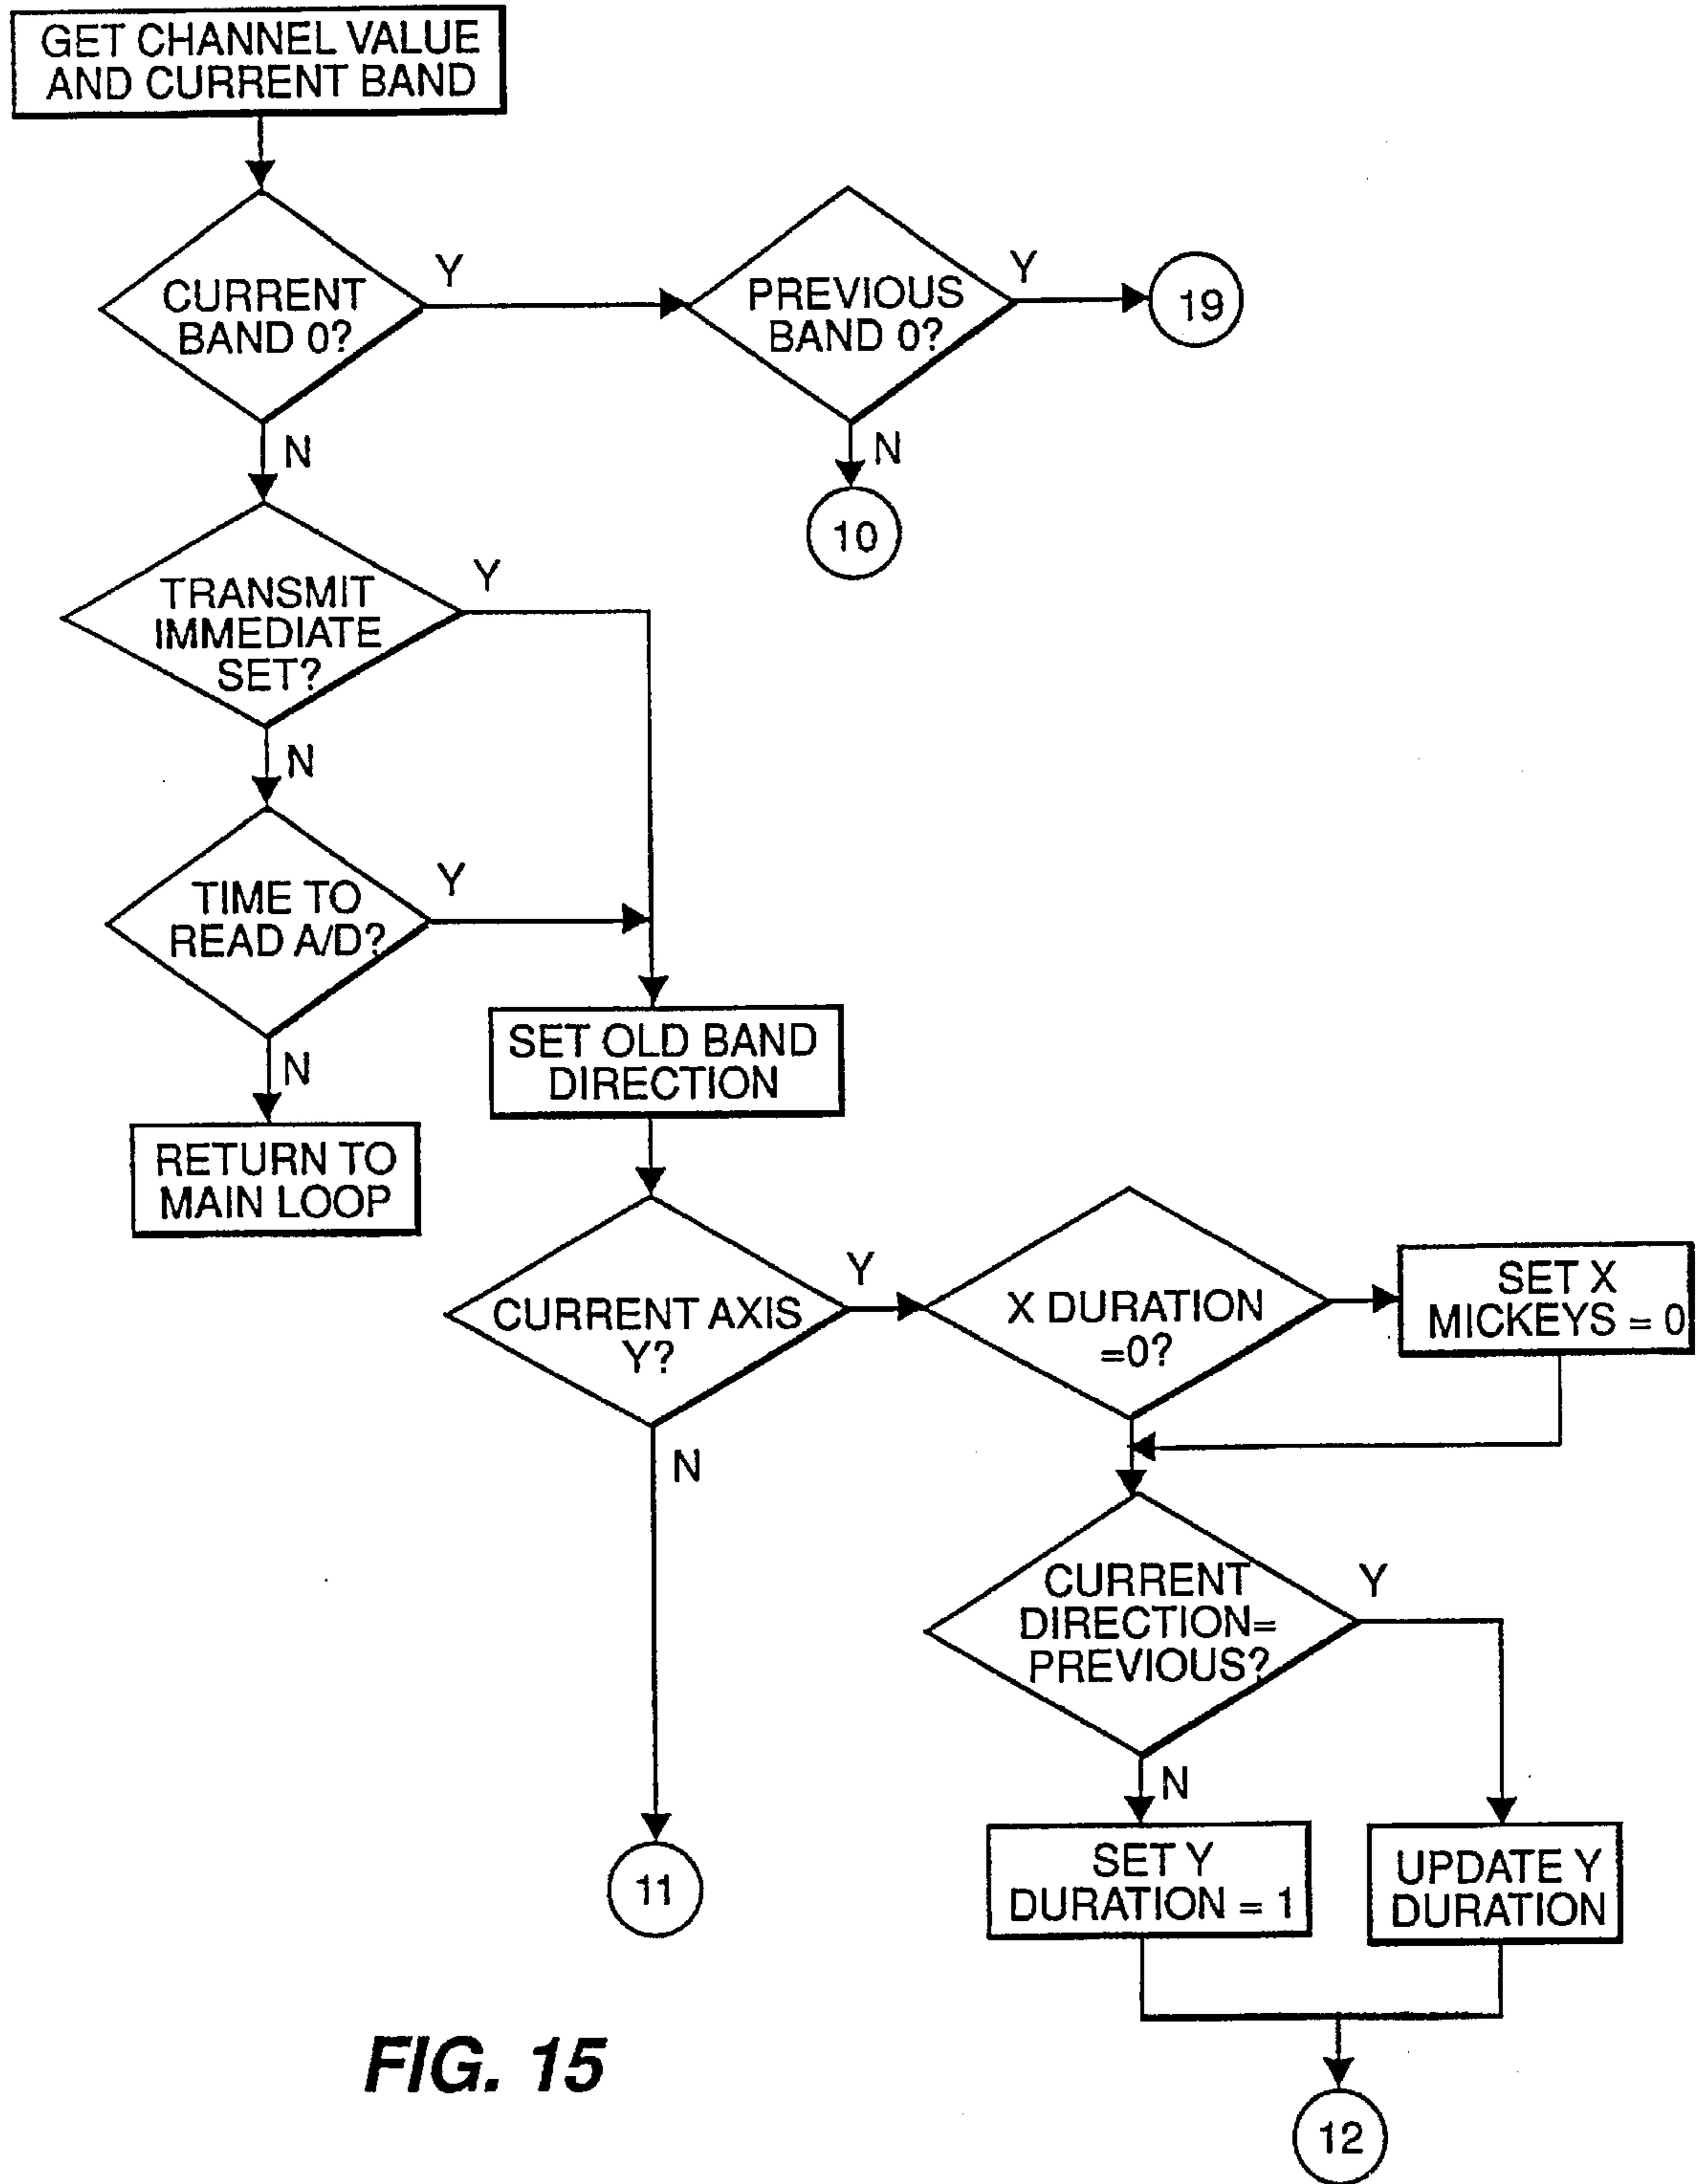 GET CHANNEL VALUE
AND CURRENT BAND
CURRENT
BAND 0?
Y
PREVIOUS
BAND 0?
Y
19
N
N
10
TRANSMIT
IMMEDIATE
SET?
Y
N
TIME TO
READ A/D?
Y
N
RETURN TO
MAIN LOOP
SET OLD BAND
DIRECTION
CURRENT AXIS
Y?
Y
X DURATION
=0?
SET X
MICKEYS = 0
N
11
CURRENT
DIRECTION=
PREVIOUS?
Y
N
SET Y
DURATION = 1
UPDATE Y
DURATION
12
FIG. 15